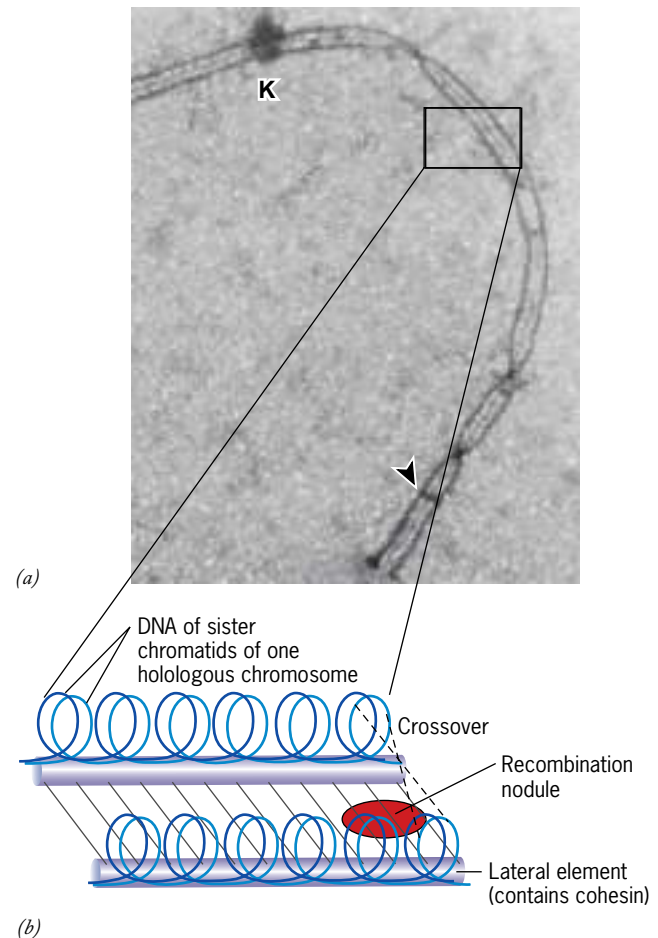 K
(a)
DNA of sister
chromatids of one
holologous chromosome
Crossover
Recombination
nodule
Lateral element
(contains cohesin)
(b)